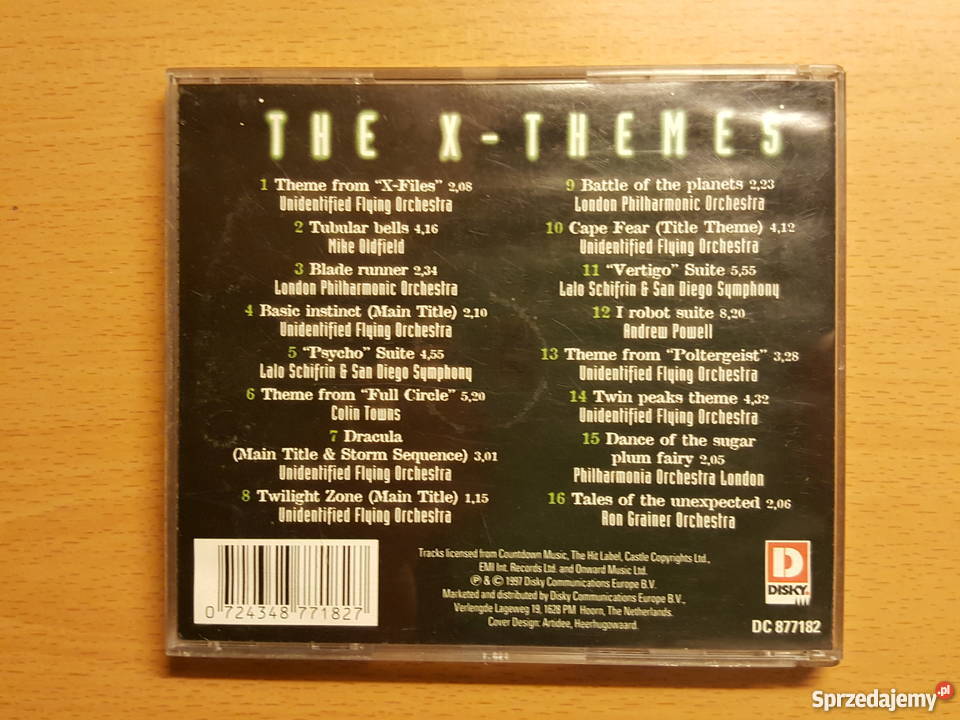 THE X-THEMES
1 Theme from "X-Files" 2,08
Unidentified Flying Orchestra
2 Tubular bells 4,16
Mike Oldfield
3 Blade runner 2,34
London Philharmonic Orchestra
4 Basic instinct (Main Title) 2,10
Unidentified Flying Orchestra
5 "Psycho" Suite 4,55
Lalo Schifrin & San Diego Symphony
6 Theme from "Full Circle" 5,20
Colin Towns
7 Dracula
(Main Title & Storm Sequence) 3,01
Unidentified Flying Orchestra
8 Twilight Zone (Main Title) 1,15
Unidentified Flying Orchestra
9 Battle of the planets 2,23
London Philharmonic Orchestra
10 Cape Fear (Title Theme) 4,12
Unidentified Flying Orchestra
11 "Vertigo" Suite 5,55
Lalo Schifrin & San Diego Symphony
12 I robot suite 8,20
Andrew Powell
13 Theme from "Poltergeist" 3,28
Unidentified Flying Orchestra
14 Twin peaks theme 4,32
Unidentified Flying Orchestra
15 Dance of the sugar
plum fairy 2,05
Philharmonia Orchestra London
16 Tales of the unexpected 2,06
Ron Grainer Orchestra
0 724348 771827
Tracks licensed from Countdown Music, The Hit Label, Castle Copyrights Ltd.,
EMI Int. Records Ltd. and Onward Music Ltd.
℗ & © 1997 Disky Communications Europe B.V.
Marketed and distributed by Disky Communications Europe B.V.,
Verlengde Lageweg 19, 1628 PM Hoorn, The Netherlands.
Cover Design: Artidee, Heerhugowaard.
D
DISKY
DC 877182
Sprzedajemy.pl